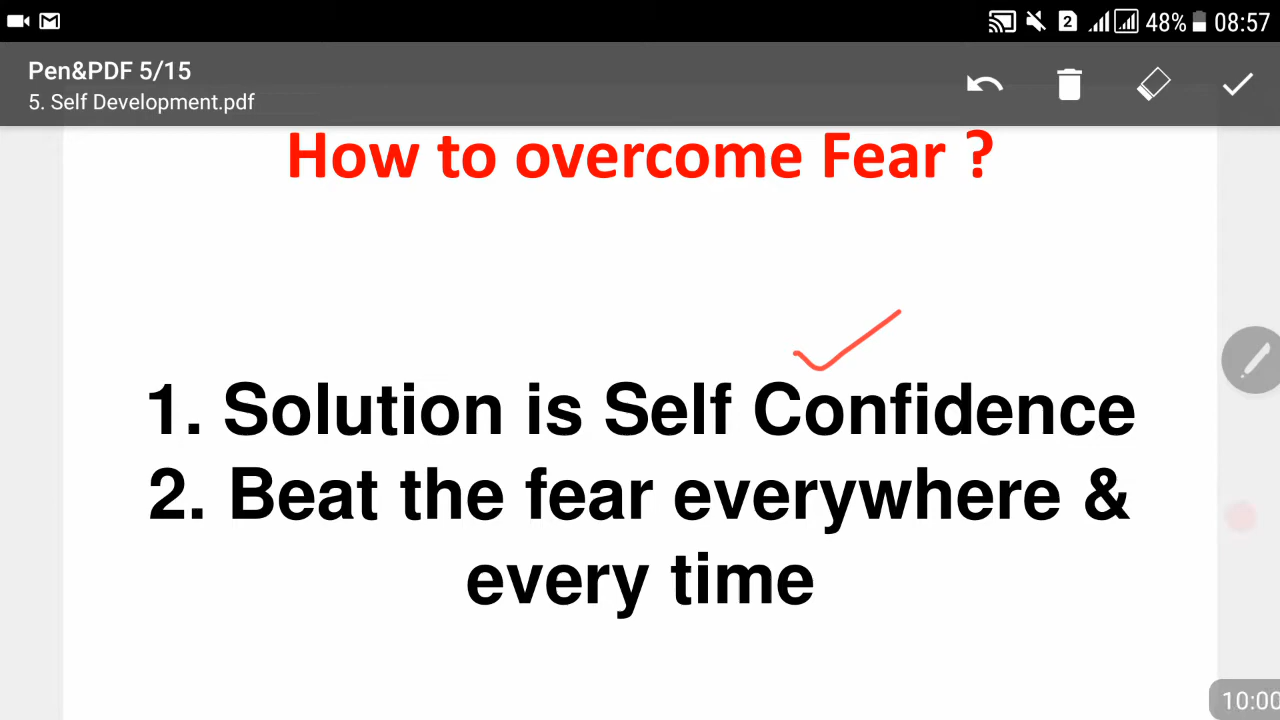 2 48% 08:57
Pen&PDF 5/15
5. Self Development.pdf
How to overcome Fear ?
1. Solution is Self Confidence
2. Beat the fear everywhere &
every time
10:00